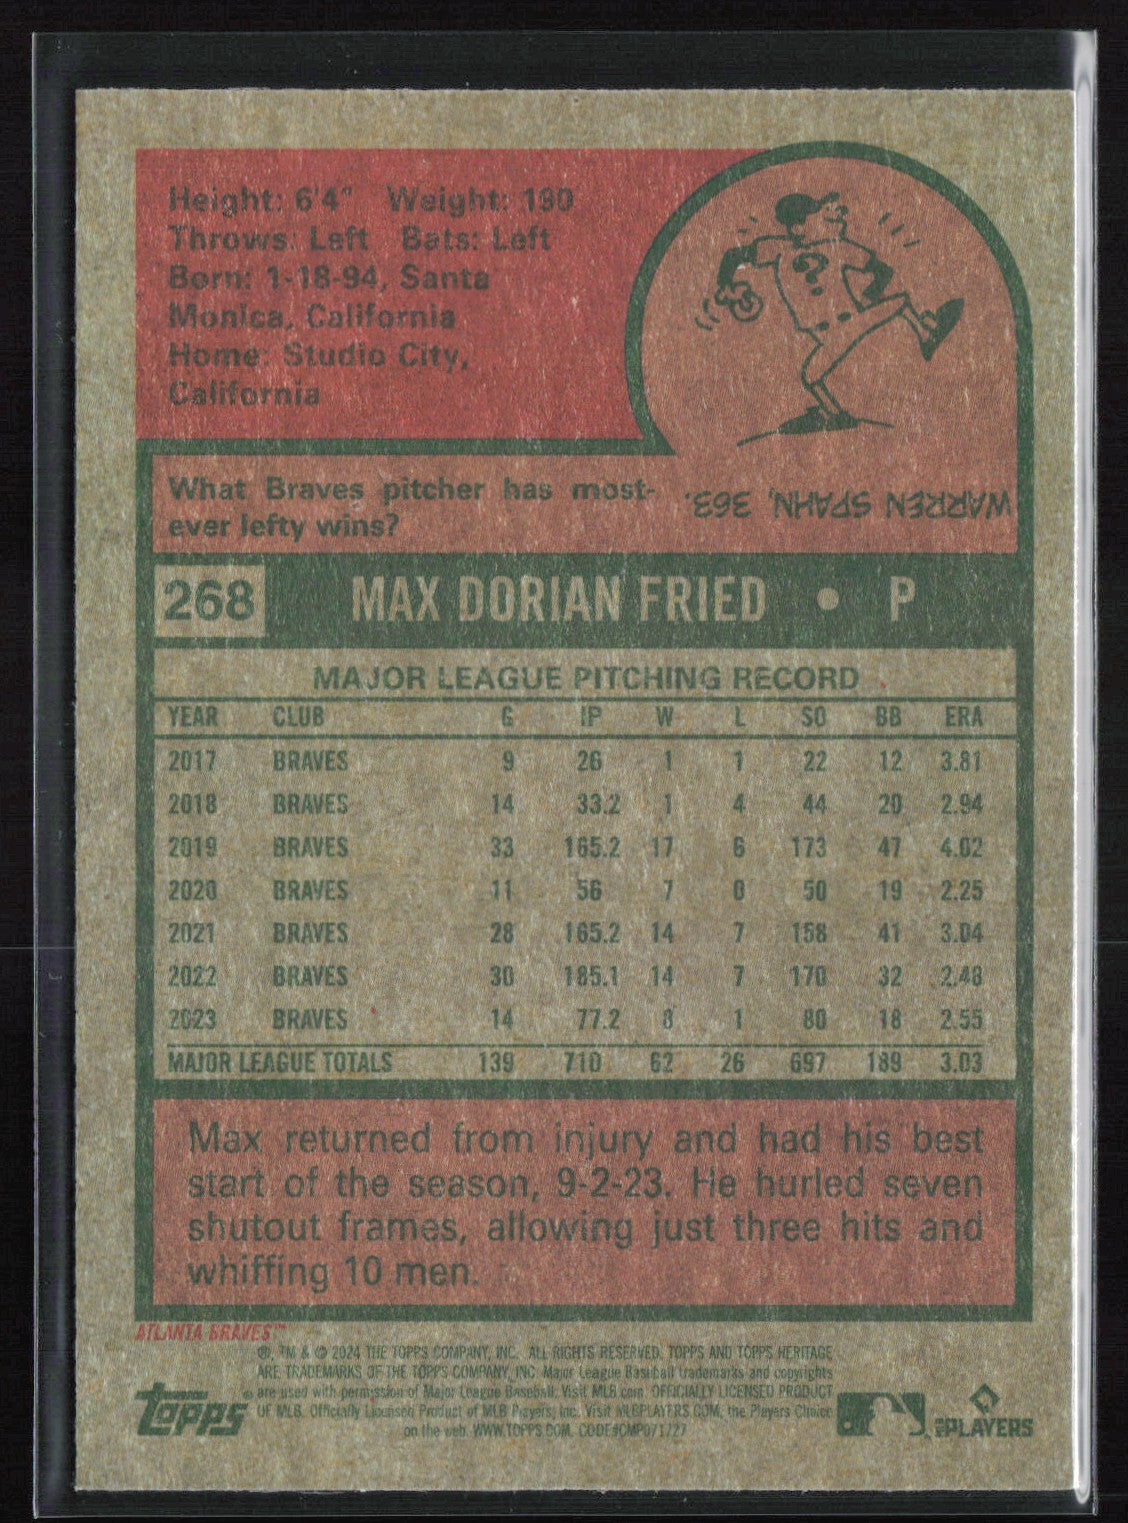 Height: 6'4" Weight: 190
Throws: Left Bats: Left
Born: 1-18-94, Santa
Monica, California
Home: Studio City,
California
What Braves pitcher has most-
ever lefty wins?
WARREN SPAHN, 363.
268 MAX DORIAN FRIED • P
MAJOR LEAGUE PITCHING RECORD
YEAR CLUB G IP W L SO BB ERA
2017 BRAVES 9 26 1 1 22 12 3.81
2018 BRAVES 14 33.2 1 4 44 20 2.94
2019 BRAVES 33 165.2 17 6 173 47 4.02
2020 BRAVES 11 56 7 0 50 19 2.25
2021 BRAVES 28 165.2 14 7 158 41 3.04
2022 BRAVES 30 185.1 14 7 170 32 2.48
2023 BRAVES 14 77.2 8 1 80 18 2.55
MAJOR LEAGUE TOTALS 139 710 62 26 697 189 3.03
Max returned from injury and had his best
start of the season, 9-2-23. He hurled seven
shutout frames, allowing just three hits and
whiffing 10 men.
ATLANTA BRAVES™
®, TM & © 2024 THE TOPPS COMPANY, INC. ALL RIGHTS RESERVED. TOPPS AND TOPPS HERITAGE
ARE TRADEMARKS OF THE TOPPS COMPANY, INC. Major League Baseball trademarks and copyrights
are used with permission of Major League Baseball. Visit MLB.com. OFFICIALLY LICENSED PRODUCT
OF MLB. Officially Licensed Product of MLB Players, Inc. Visit MLBPLAYERS.COM, the Players Choice
on the web. WWW.TOPPS.COM. CODE#CMP071727
topps
PLAYERS